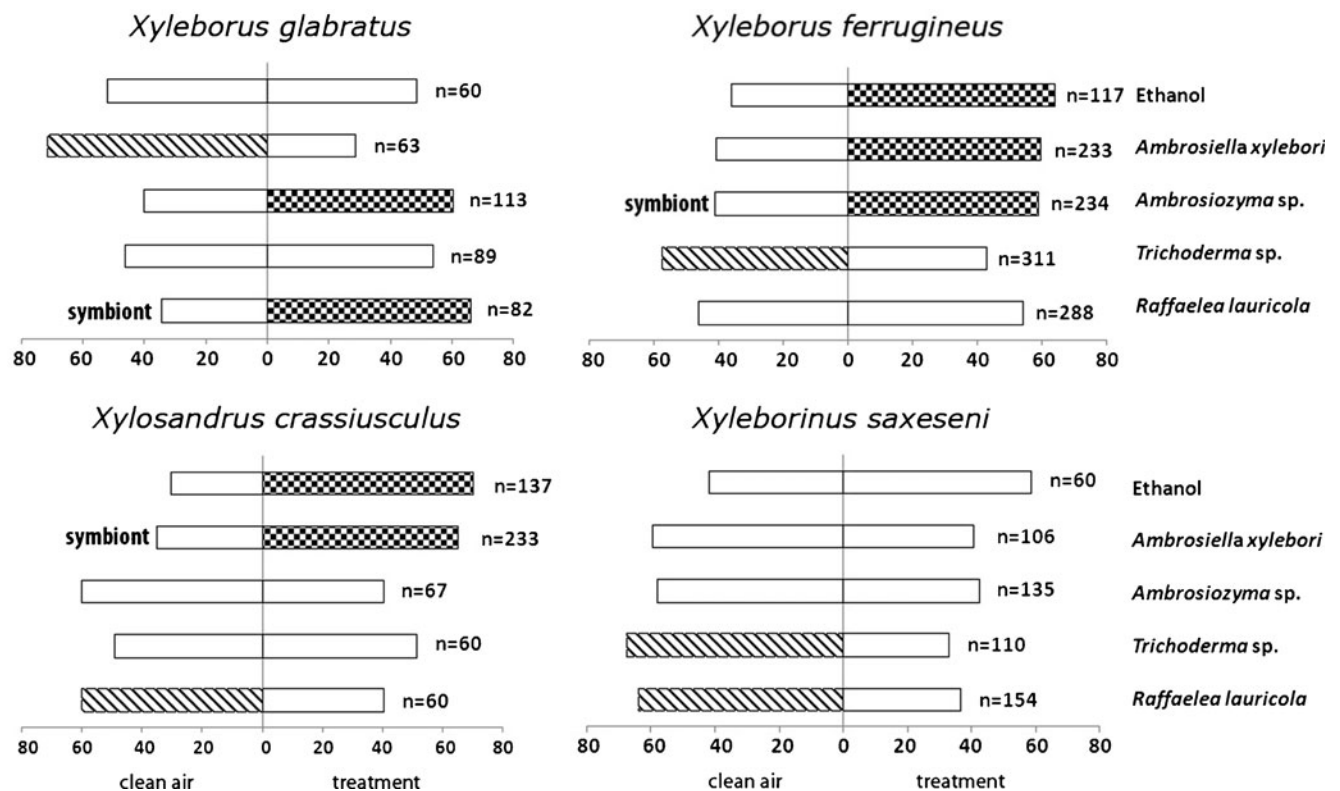 Xyleborus glabratus
n=60
n=63
n=113
n=89
symbiont n=82
80 60 40 20 0 20 40 60 80
Xyleborus ferrugineus
n=117 Ethanol
n=233 Ambrosiella xylebori
symbiont n=234 Ambrosiozyma sp.
n=311 Trichoderma sp.
n=288 Raffaelea lauricola
80 60 40 20 0 20 40 60 80
Xylosandrus crassiusculus
n=137
symbiont n=233
n=67
n=60
n=60
80 60 40 20 0 20 40 60 80
clean air treatment
Xyleborinus saxeseni
n=60 Ethanol
n=106 Ambrosiella xylebori
n=135 Ambrosiozyma sp.
n=110 Trichoderma sp.
n=154 Raffaelea lauricola
80 60 40 20 0 20 40 60 80
clean air treatment